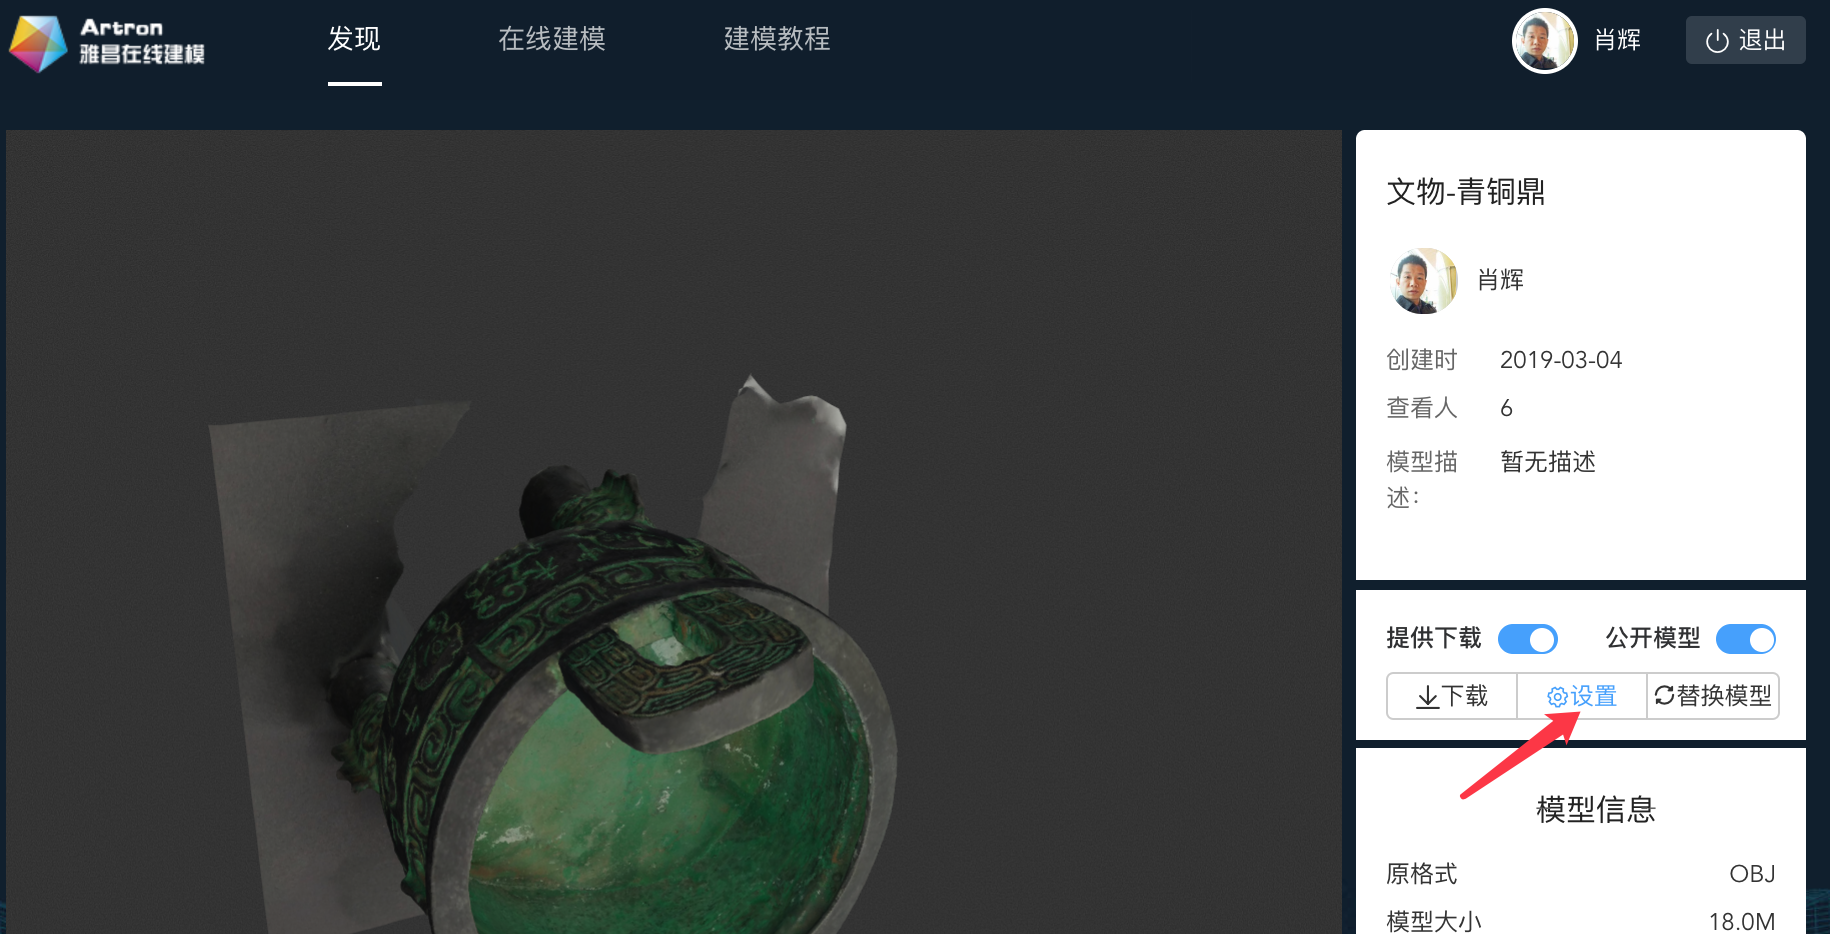 Artron
雅昌在线建模
发现
在线建模
建模教程
肖辉
退出
文物-青铜鼎
肖辉
创建时 2019-03-04
查看人 6
模型描 暂无描述
述：
提供下载 公开模型
下载 设置 替换模型
模型信息
原格式 OBJ
模型大小 18.0M